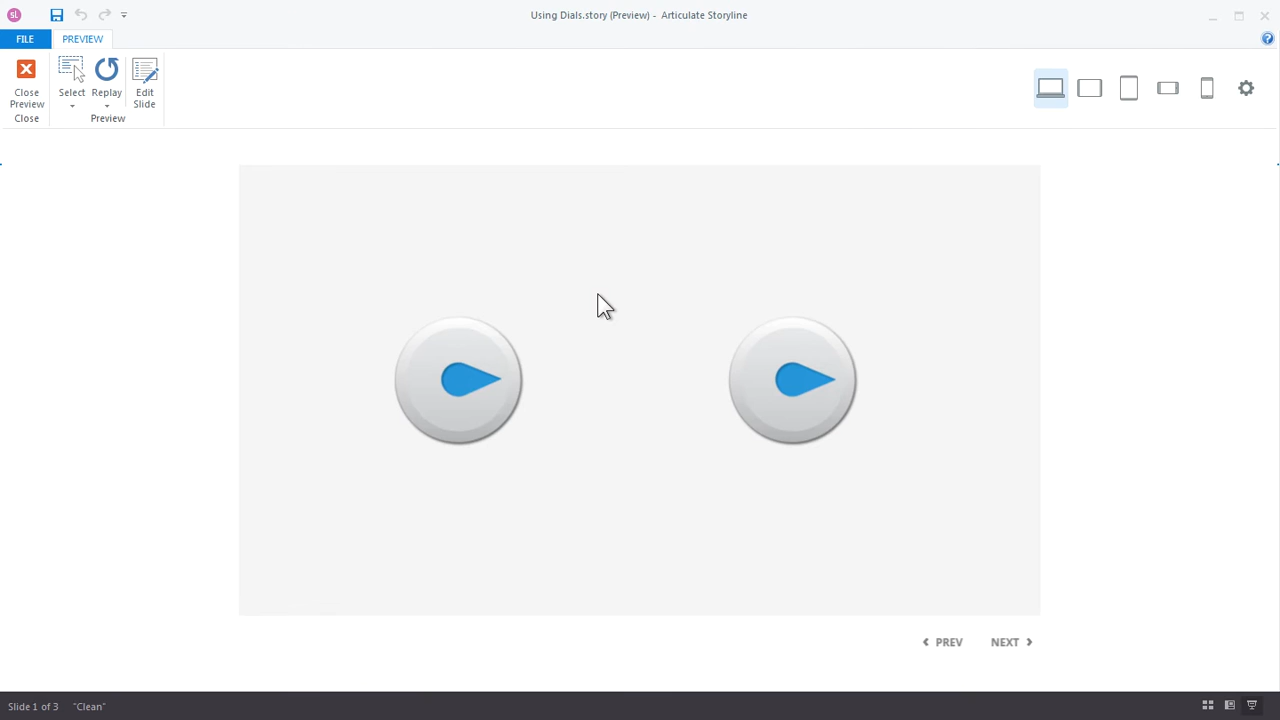 sl
Using Dials.story (Preview) - Articulate Storyline
FILE
PREVIEW
Close
Preview
Select
Replay
Edit
Slide
Close
Preview
?
PREV
NEXT
Slide 1 of 3
"Clean"